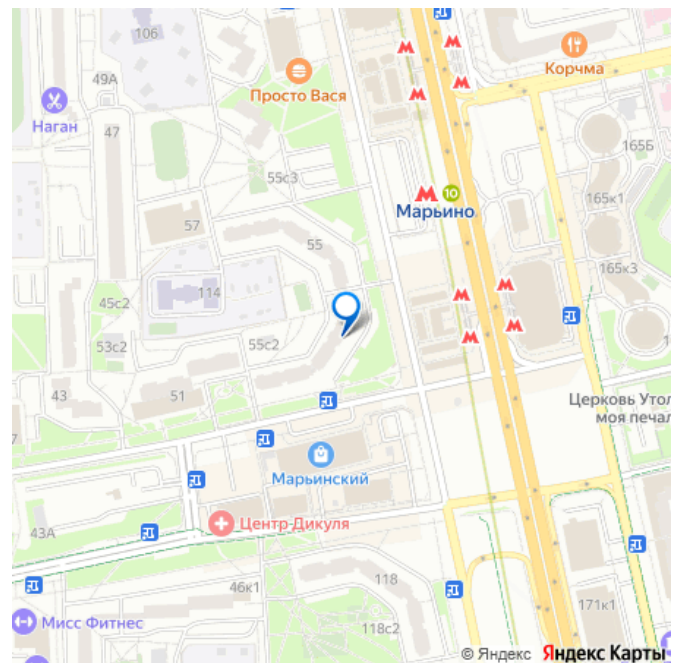 106
49А
Корчма
Просто Вася
Наган
47
165Б
55с3
165к1
10
Марьино
57
55
165к3
114
45с2
53с2
55с2
43
51
Церковь Утол
моя печал
Марьинский
Центр Дикуля
43А
46к1
118
171к1
Мисс Фитнес
118с2
© Яндекс Яндекс Карты